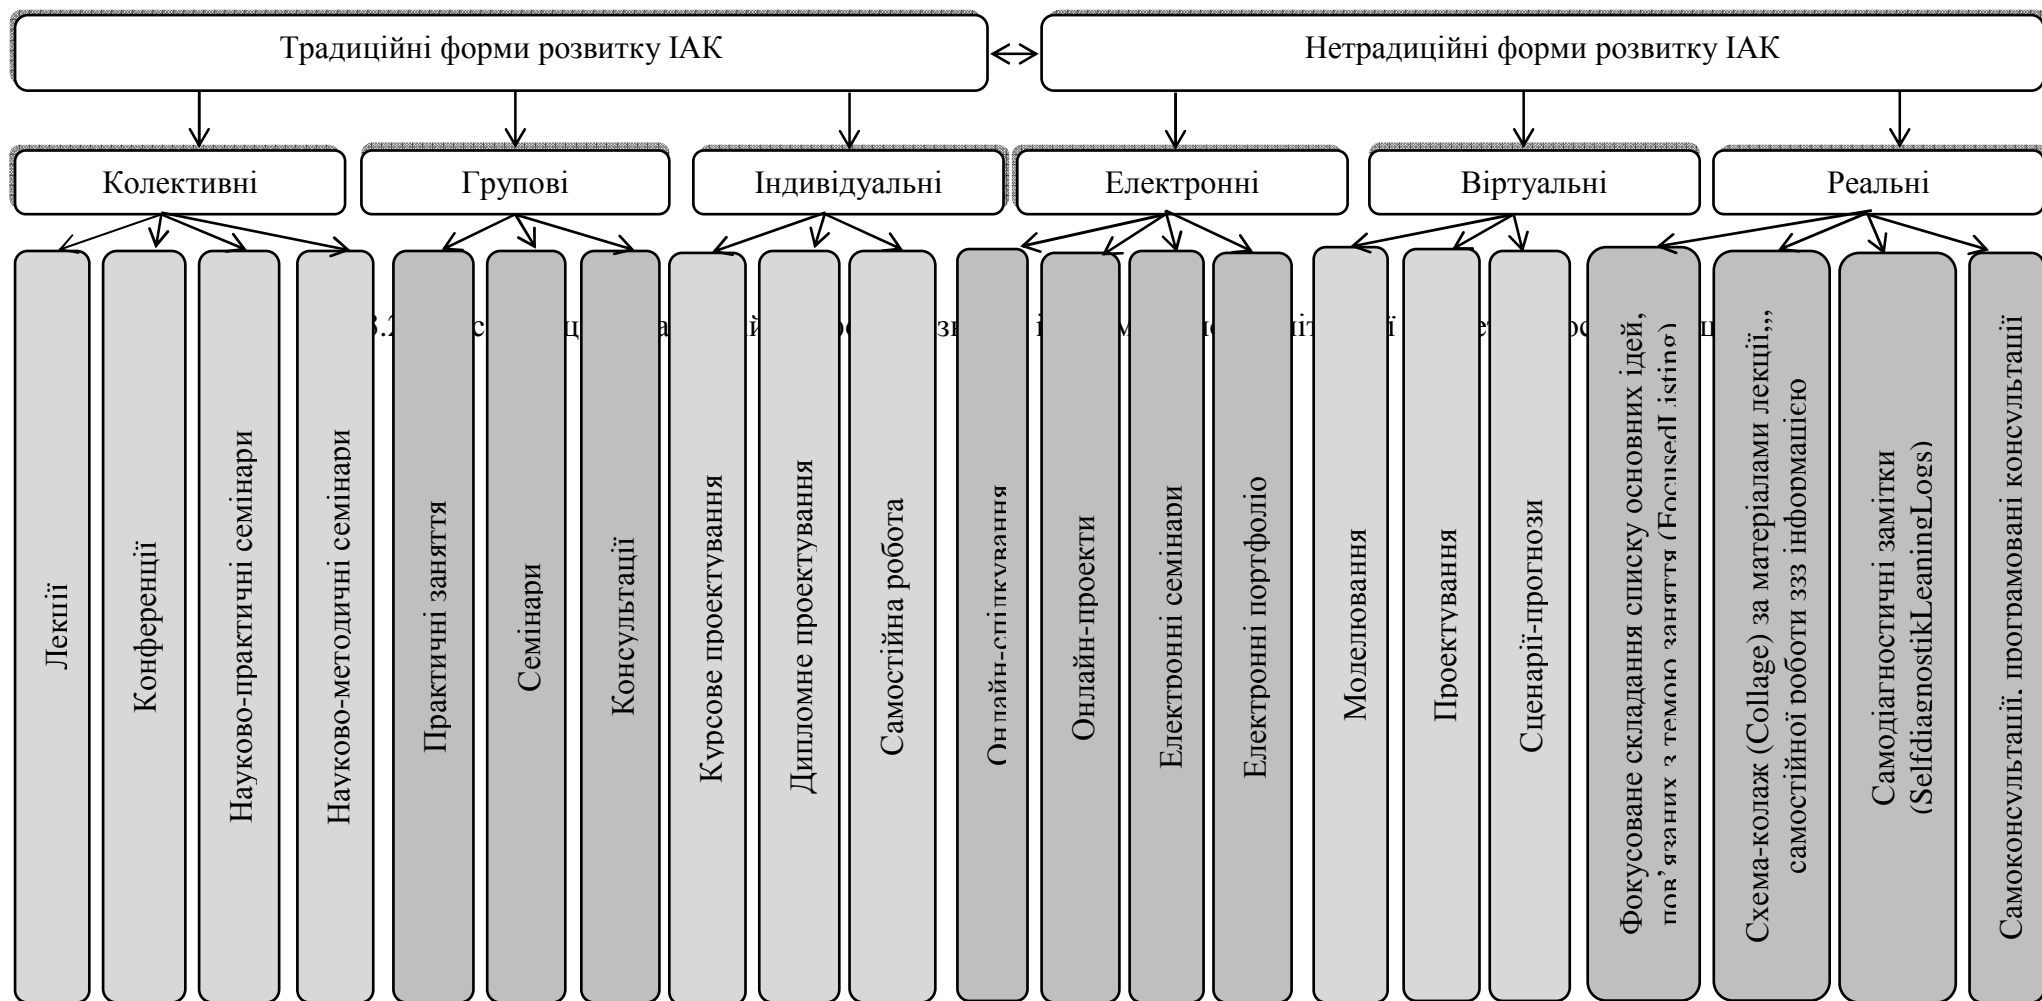 Традиційні форми розвитку ІАК
Нетрадиційні форми розвитку ІАК
Колективні
Групові
Індивідуальні
Електронні
Віртуальні
Реальні
Лекції
Конференції
Науково-практичні семінари
Науково-методичні семінари
Практичні заняття
Семінари
Консультації
Курсове проектування
Дипломне проектування
Самостійна робота
Онлайн-спілкування
Онлайн-проекти
Електронні семінари
Електронні портфоліо
Моделювання
Проектування
Сценарії-прогнози
Фокусоване складання списку основних ідей,
пов’язаних з темою заняття (FocusedListing)
Схема-колаж (Collage) за матеріалами лекції,,,
самостійної роботи ззз інформацією
Самодіагностичні замітки
(SelfdiagnostikLeaningLogs)
Самоконсультації, програмовані консультації